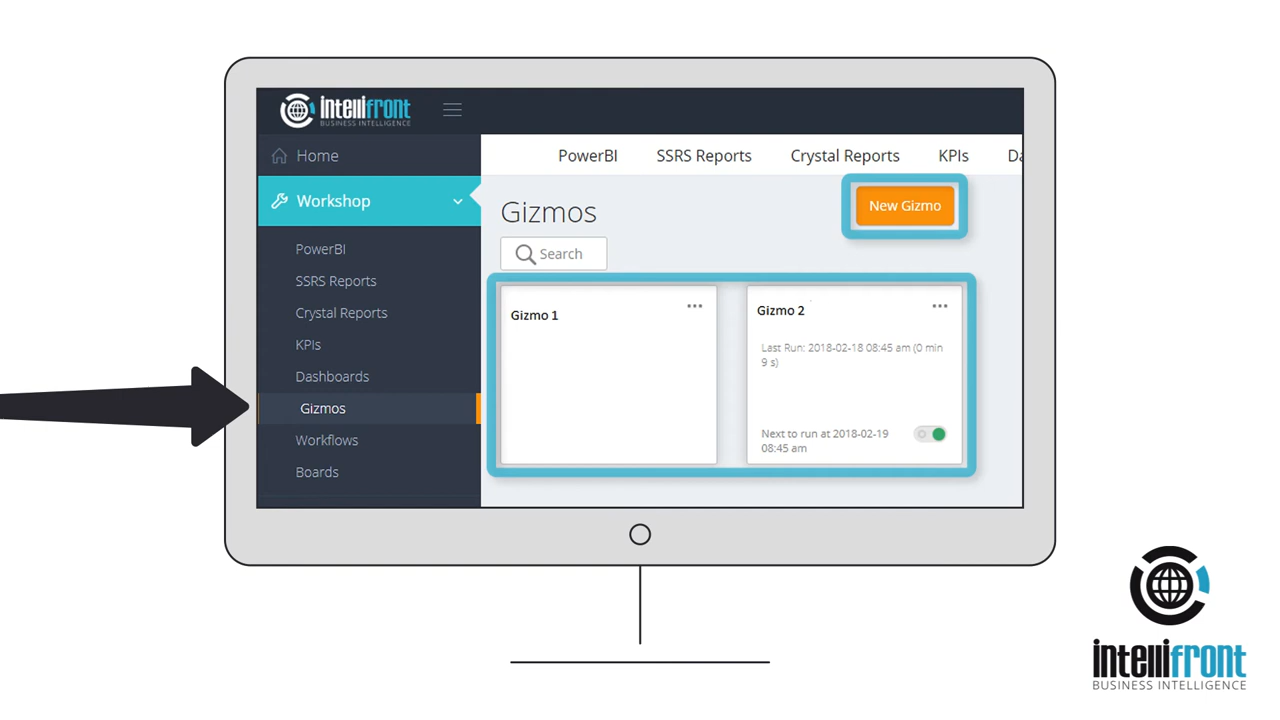 intellifront
BUSINESS INTELLIGENCE
Home
PowerBI SSRS Reports Crystal Reports KPIs Da
Workshop
PowerBI
SSRS Reports
Crystal Reports
KPIs
Dashboards
Gizmos
Workflows
Boards
Gizmos
New Gizmo
Search
Gizmo 1
Gizmo 2
Last Run: 2018-02-18 08:45 am (0 min
9 s)
Next to run at 2018-02-19
08:45 am
intellifront
BUSINESS INTELLIGENCE